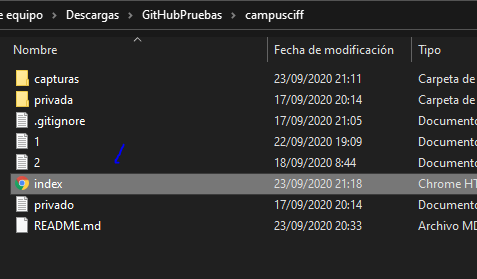 e equipo > Descargas > GitHubPruebas > campusciff
Nombre Fecha de modificación Tipo
capturas 23/09/2020 21:11 Carpeta de
privada 17/09/2020 20:14 Carpeta de
.gitignore 17/09/2020 21:05 Documento
1 22/09/2020 19:09 Documento
2 18/09/2020 8:44 Documento
index 23/09/2020 21:18 Chrome HT
privado 17/09/2020 20:14 Documento
README.md 23/09/2020 20:33 Archivo MD